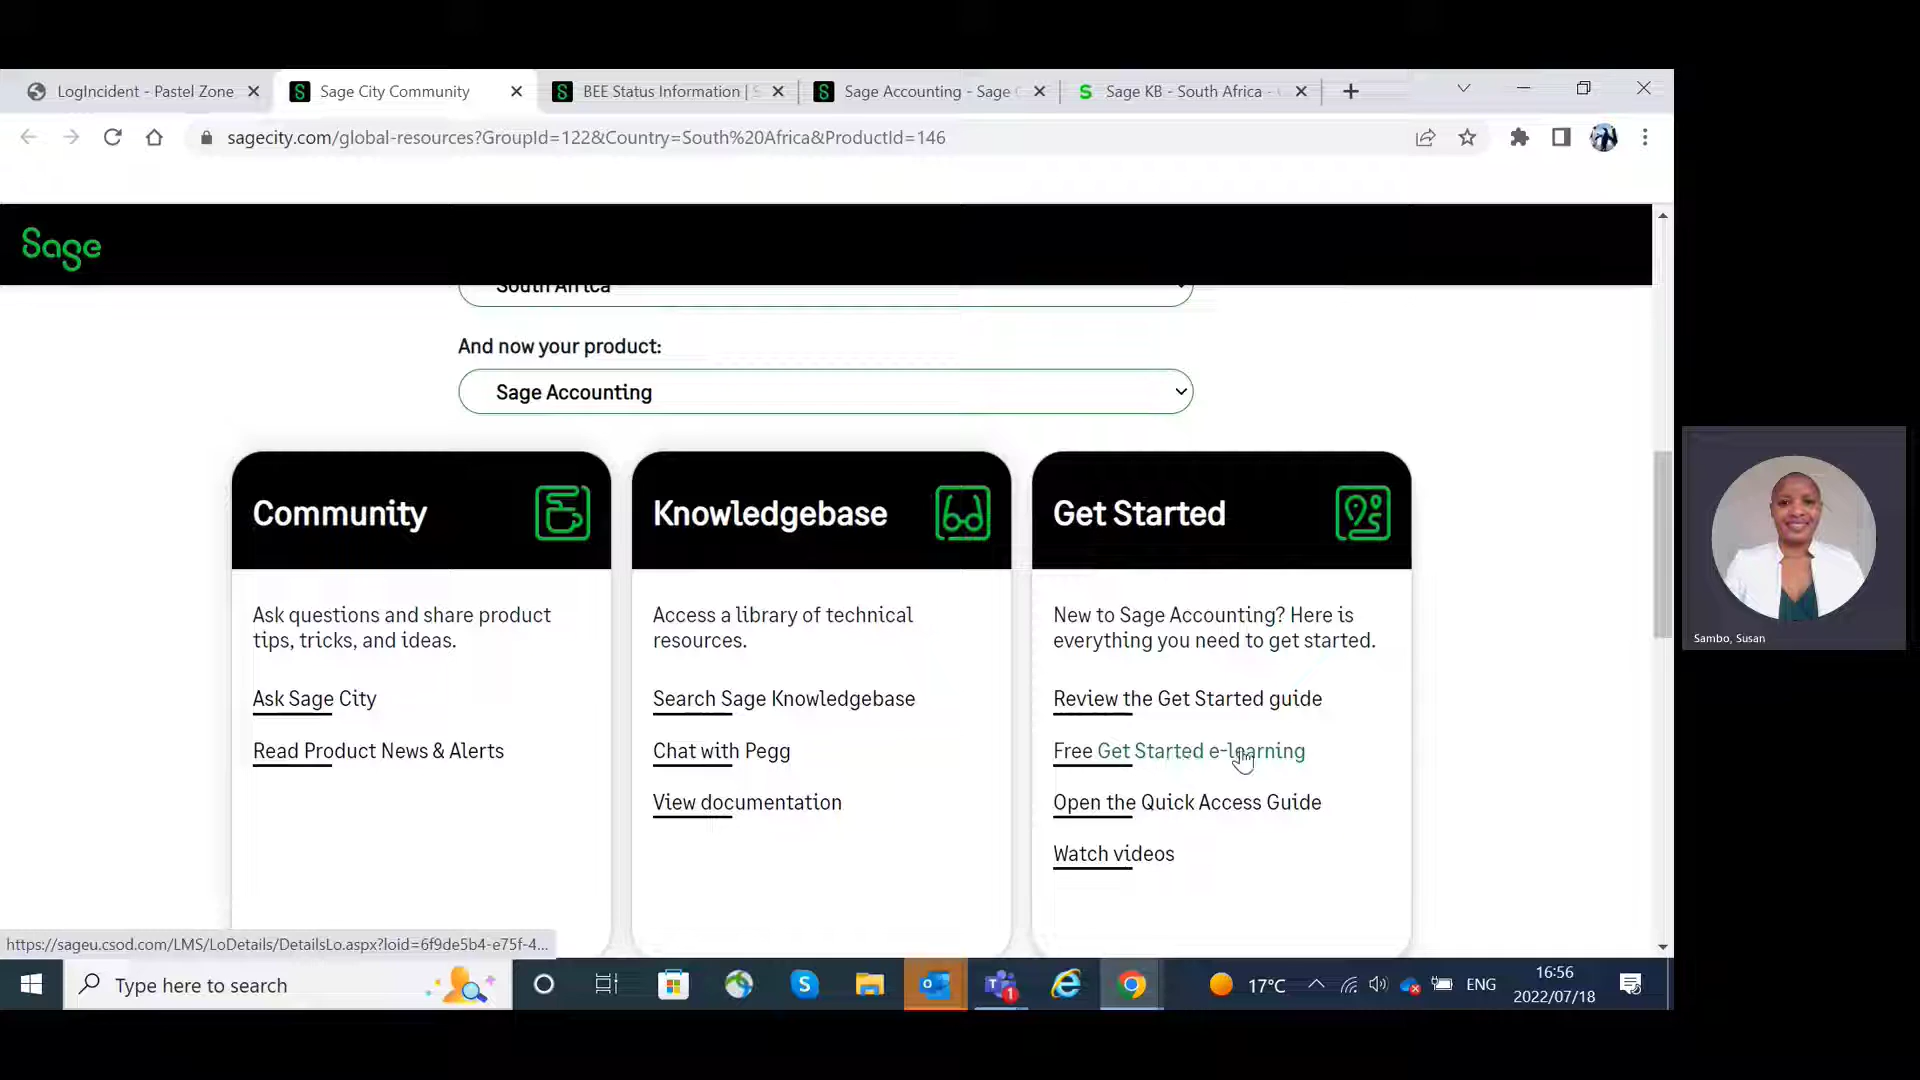 LogIncident - Pastel Zone
Sage City Community
BEE Status Information |
Sage Accounting - Sage
Sage KB - South Africa -
sagecity.com/global-resources?GroupId=122&Country=South%20Africa&ProductId=146
Sage
South Africa
And now your product:
Sage Accounting
Community
Ask questions and share product
tips, tricks, and ideas.
Ask Sage City
Read Product News & Alerts
Knowledgebase
Access a library of technical
resources.
Search Sage Knowledgebase
Chat with Pegg
View documentation
Get Started
New to Sage Accounting? Here is
everything you need to get started.
Review the Get Started guide
Free Get Started e-learning
Open the Quick Access Guide
Watch videos
Sambo, Susan
https://sageu.csod.com/LMS/LoDetails/DetailsLo.aspx?loid=6f9de5b4-e75f-4...
Type here to search
1
17°C
ENG
16:56
2022/07/18